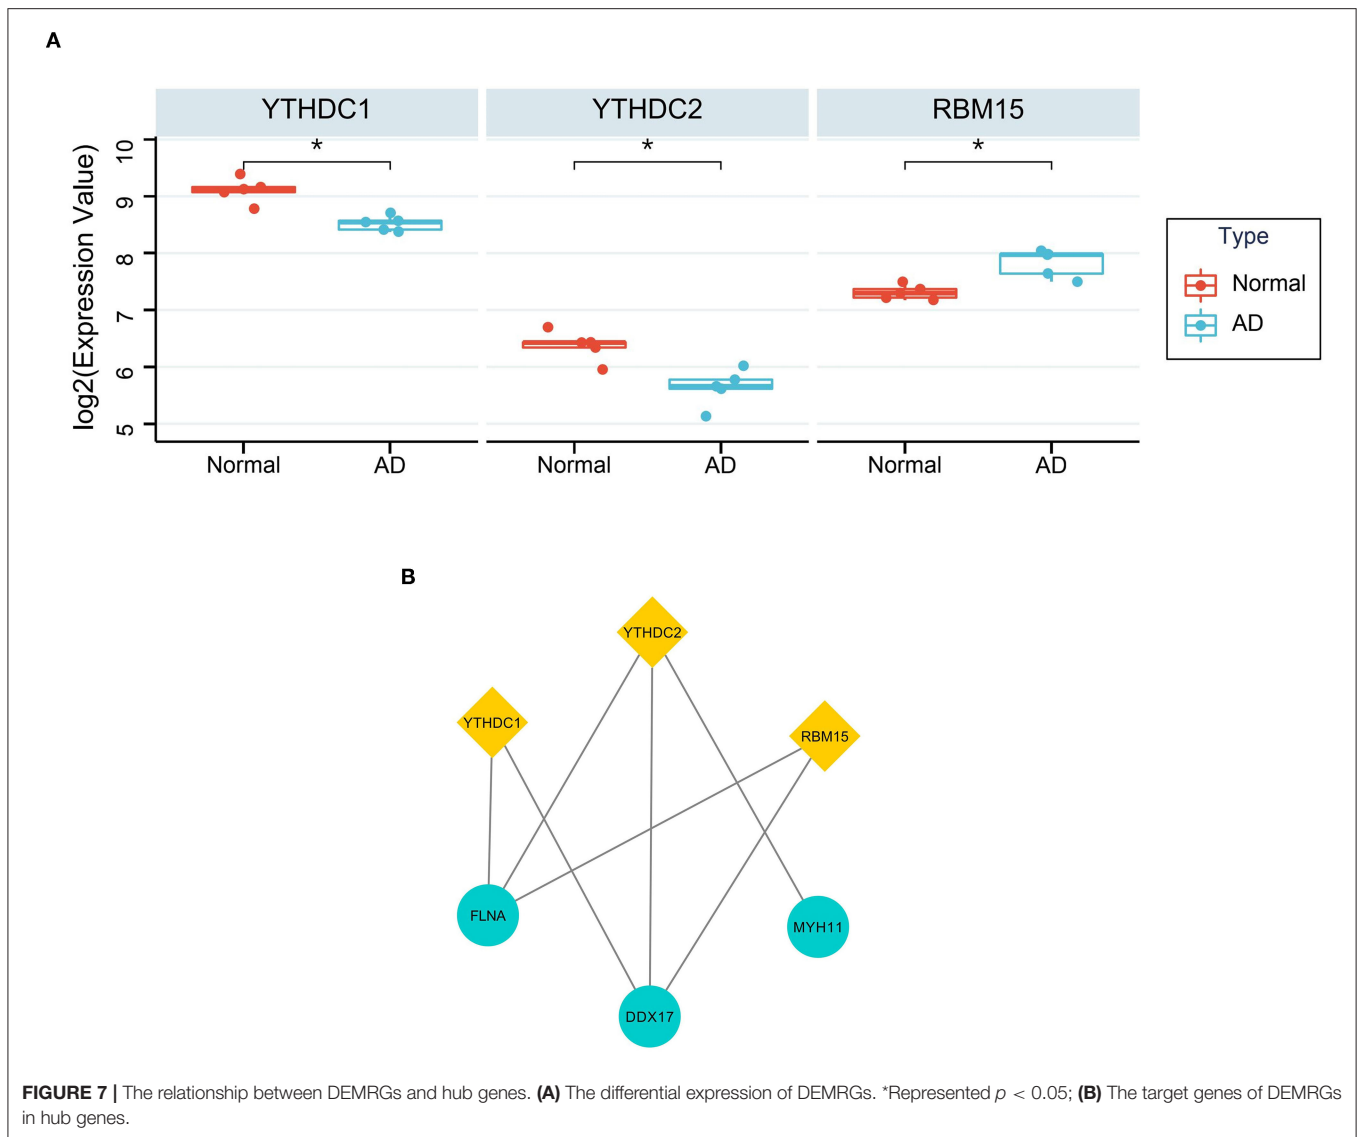 A
YTHDC1
YTHDC2
RBM15
*
*
*
log2(Expression Value)
10
9
8
7
6
5
Normal
AD
Normal
AD
Normal
AD
Type
Normal
AD
B
YTHDC2
YTHDC1
RBM15
FLNA
MYH11
DDX17
FIGURE 7 | The relationship between DEMRGs and hub genes. (A) The differential expression of DEMRGs. *Represented p < 0.05; (B) The target genes of DEMRGs
in hub genes.